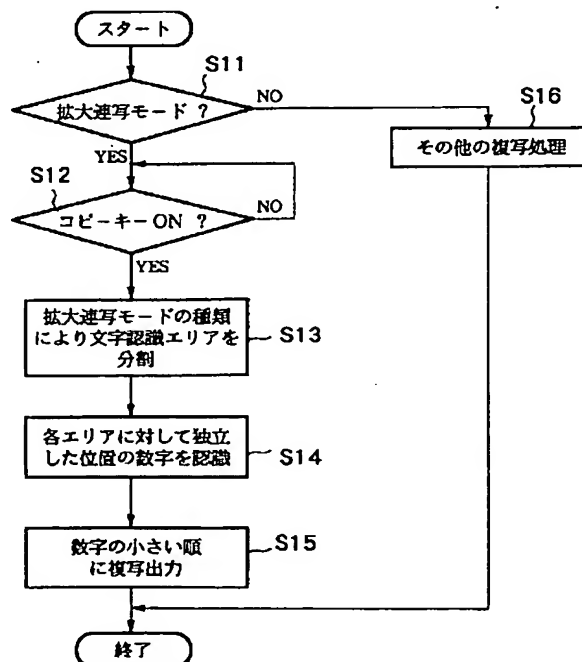 スタート
S11
拡大連写モード ?
NO
S16
その他の複写処理
YES
S12
コピーキーON ?
NO
YES
拡大連写モードの種類
により文字認識エリアを
分割
S13
各エリアに対して独立
した位置の数字を認識
S14
数字の小さい順
に複写出力
S15
終了